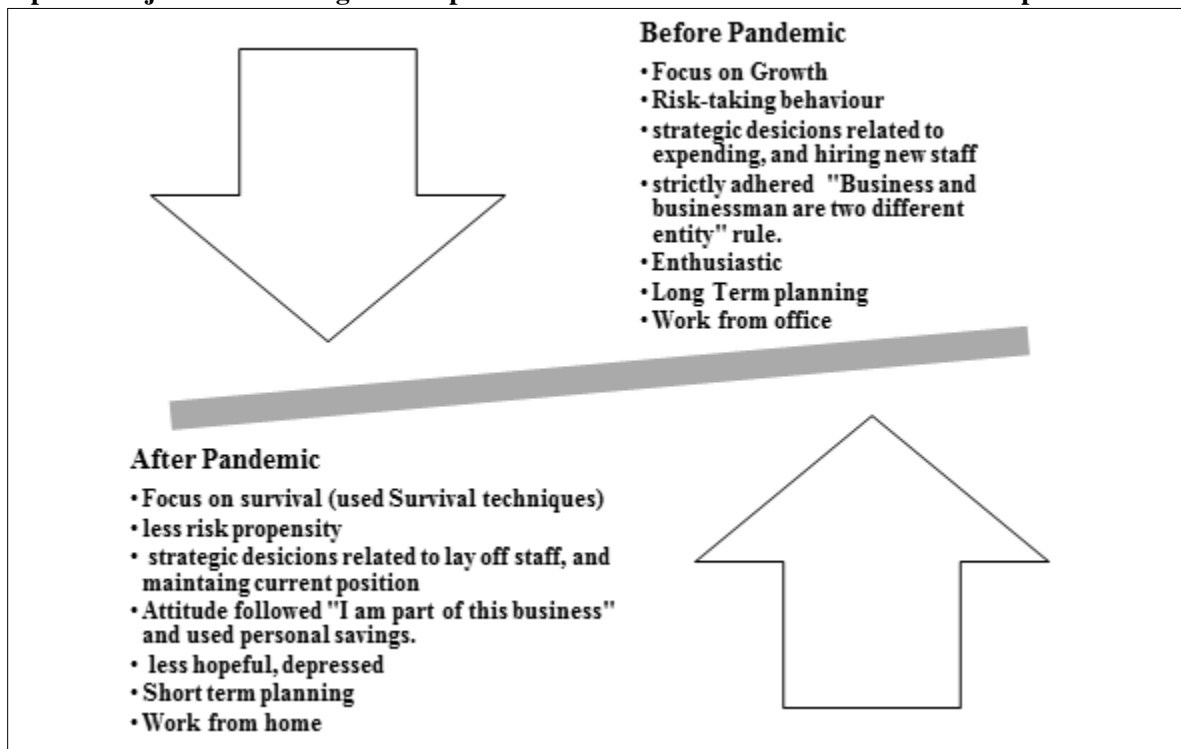 Before Pandemic
• Focus on Growth
• Risk-taking behaviour
• strategic desicions related to
expending, and hiring new staff
• strictly adhered "Business and
businessman are two different
entity" rule.
• Enthusiastic
• Long Term planning
• Work from office
After Pandemic
• Focus on survival (used Survival techniques)
• less risk propensity
• strategic desicions related to lay off staff, and
maintaing current position
• Attitude followed "I am part of this business"
and used personal savings.
• less hopeful, depressed
• Short term planning
• Work from home